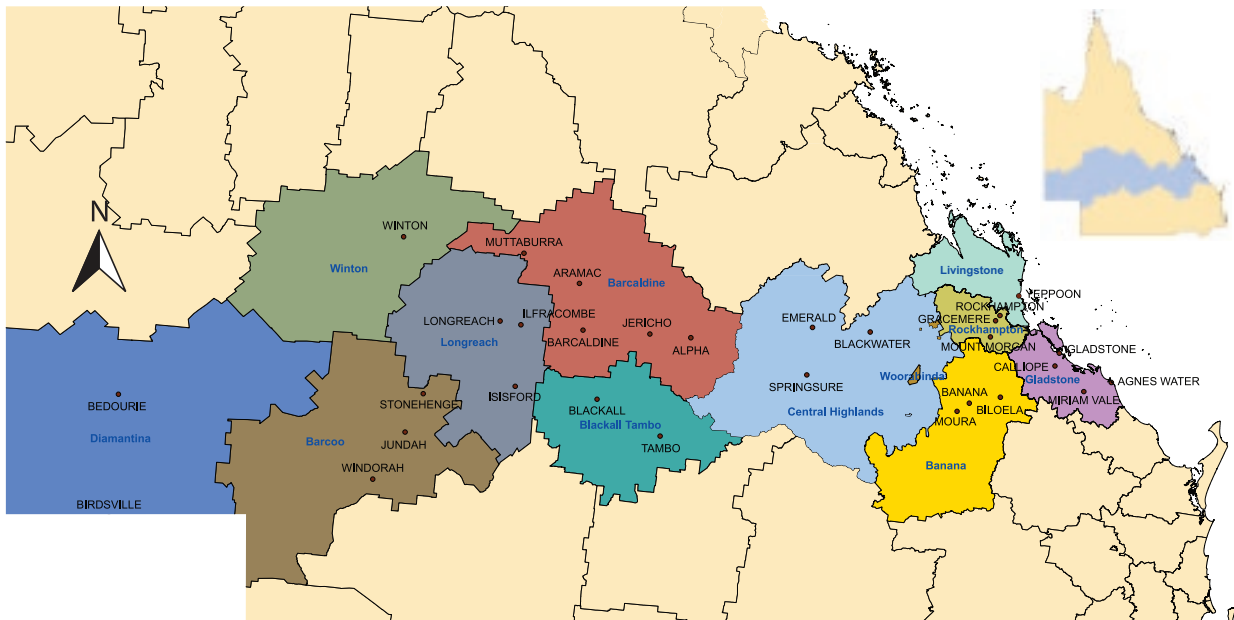 N
WINTON
MUTTABURRA
Winton
Livingstone
ARAMAC
Barcaldine
YEPPOON
ROCKHAMPTON
LONGREACH
ILFRACOMBE
EMERALD
GRACEMERE
Rockhampton
JERICHO
BLACKWATER
Longreach
BARCALDINE
ALPHA
MOUNT MORGAN
GLADSTONE
CALLIOPE
Woorabinda
Gladstone
SPRINGSURE
AGNES WATER
BEDOURIE
STONEHENGE
ISISFORD
BANANA
MIRIAM VALE
BLACKALL
Central Highlands
BILOELA
Blackall Tambo
MOURA
Diamantina
Barcoo
JUNDAH
TAMBO
WINDORAH
Banana
BIRDSVILLE